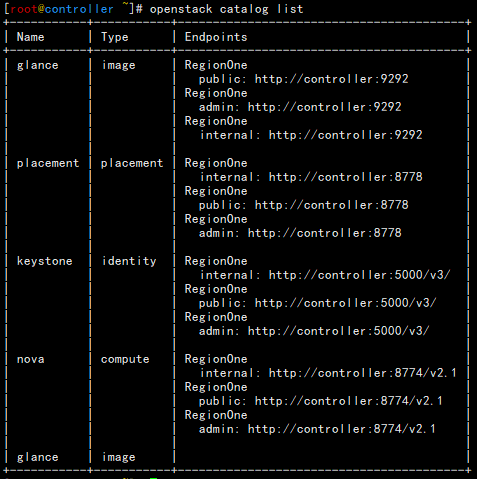 [root@controller ~]# openstack catalog list
+-----------+-----------+-----------------------------------------+
| Name      | Type      | Endpoints                               |
+-----------+-----------+-----------------------------------------+
| glance    | image     | RegionOne                               |
|           |           |   public: http://controller:9292        |
|           |           | RegionOne                               |
|           |           |   admin: http://controller:9292         |
|           |           | RegionOne                               |
|           |           |   internal: http://controller:9292      |
|           |           |                                         |
| placement | placement | RegionOne                               |
|           |           |   internal: http://controller:8778      |
|           |           | RegionOne                               |
|           |           |   public: http://controller:8778        |
|           |           | RegionOne                               |
|           |           |   admin: http://controller:8778         |
|           |           |                                         |
| keystone  | identity  | RegionOne                               |
|           |           |   internal: http://controller:5000/v3/  |
|           |           | RegionOne                               |
|           |           |   public: http://controller:5000/v3/    |
|           |           | RegionOne                               |
|           |           |   admin: http://controller:5000/v3/     |
|           |           |                                         |
| nova      | compute   | RegionOne                               |
|           |           |   internal: http://controller:8774/v2.1 |
|           |           | RegionOne                               |
|           |           |   public: http://controller:8774/v2.1   |
|           |           | RegionOne                               |
|           |           |   admin: http://controller:8774/v2.1    |
|           |           |                                         |
| glance    | image     |                                         |
+-----------+-----------+-----------------------------------------+